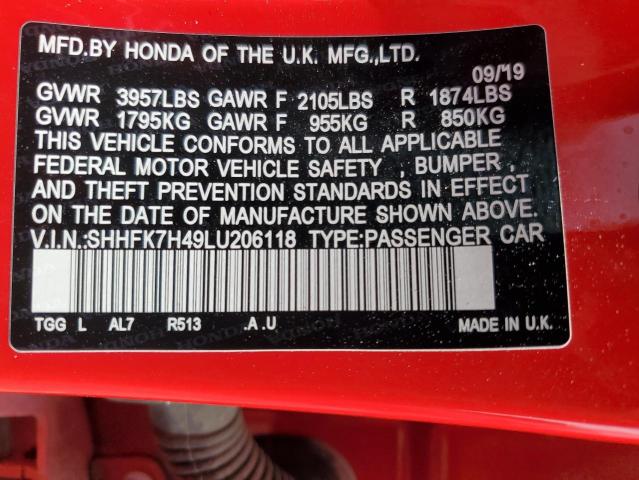 MFD.BY HONDA OF THE U.K. MFG.,LTD.
09/'19
GVWR 3957LBS GAWR F 2105LBS R 1874LBS
GVWR 1795KG GAWR F 955KG R 850KG
THIS VEHICLE CONFORMS TO ALL APPLICABLE
FEDERAL MOTOR VEHICLE SAFETY , BUMPER ,
AND THEFT PREVENTION STANDARDS IN EFFECT
ON THE DATE OF MANUFACTURE SHOWN ABOVE.
V.I.N.:SHHFK7H49LU206118 TYPE:PASSENGER CAR
TGG L AL7 R513 .A .U MADE IN U.K.